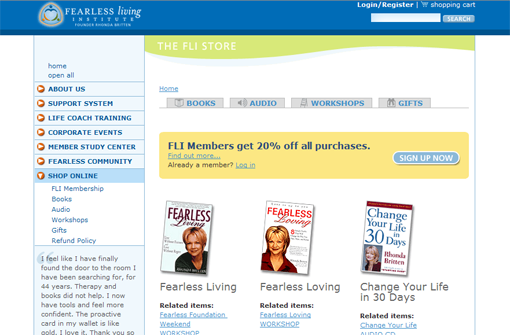 FEARLESS living
INSTITUTE
FOUNDER RHONDA BRITTEN
Login/Register | shopping cart
SEARCH
THE FLI STORE
home
open all
ABOUT US
SUPPORT SYSTEM
LIFE COACH TRAINING
CORPORATE EVENTS
MEMBER STUDY CENTER
FEARLESS COMMUNITY
SHOP ONLINE
FLI Membership
Books
Audio
Workshops
Gifts
Refund Policy
I feel like I have finally
found the door to the room I
have been searching for, for
44 years. Therapy and
books did not help. I now
have tools and feel more
confident. The proactive
card in my wallet is like
gold. I love it. Thank you so
Home
BOOKS
AUDIO
WORKSHOPS
GIFTS
FLI Members get 20% off all purchases.
Find out more...
Already a member? Log in
SIGN UP NOW
FEARLESS
Living
RHONDA BRITTEN
FEARLESS
Loving
Change Your
Life in
30 DAYS
Rhonda
Britten
Fearless Living
Related items:
Fearless Foundation
Weekend
WORKSHOP
Fearless Loving
Related items:
Fearless Loving
WORKSHOP
Change Your Life
in 30 Days
Related items:
Change Your Life
AUDIO CD